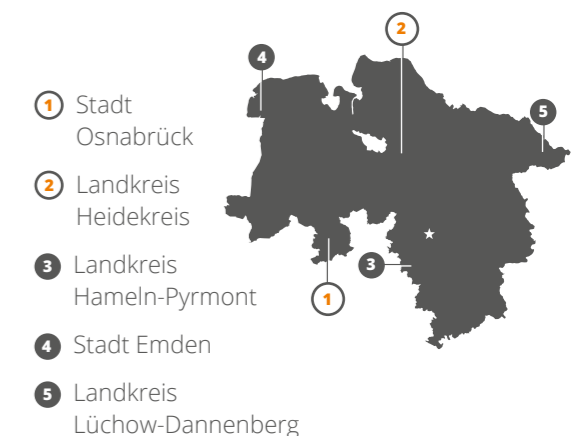 1 Stadt
Osnabrück
2 Landkreis
Heidekreis
3 Landkreis
Hameln-Pyrmont
4 Stadt Emden
5 Landkreis
Lüchow-Dannenberg
2
4
5
3
1